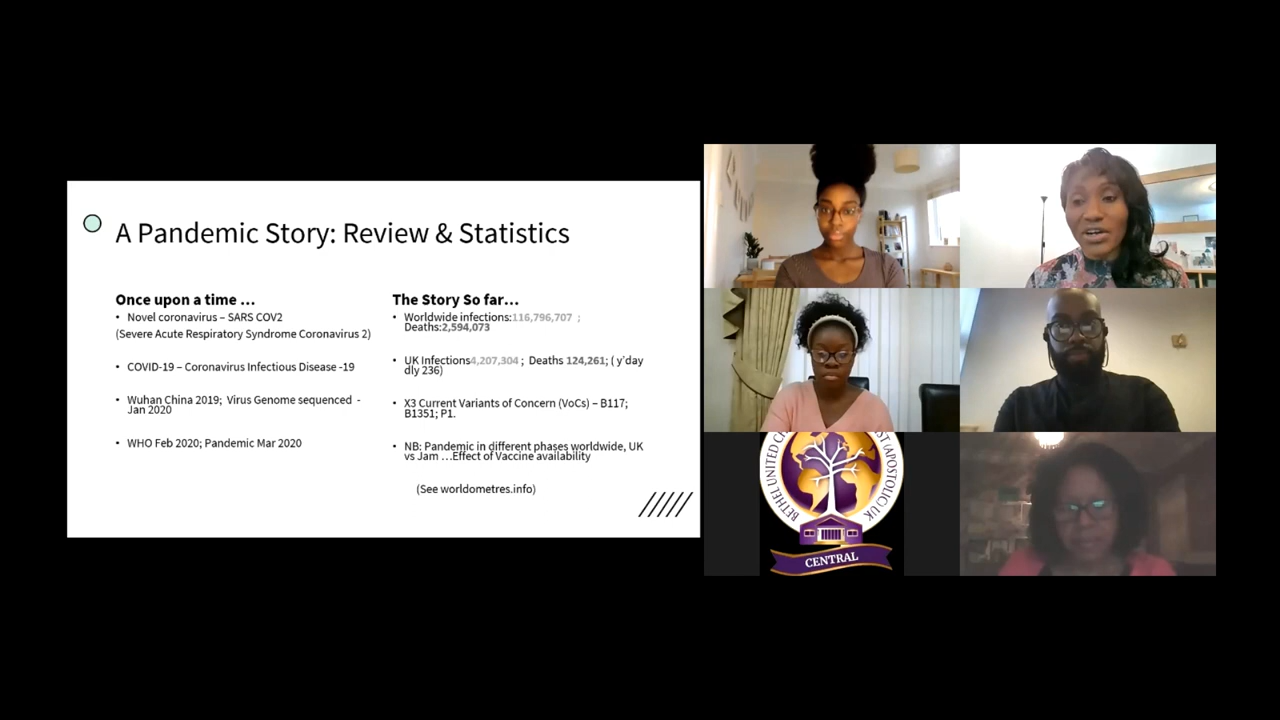 A Pandemic Story: Review & Statistics
Once upon a time ...
• Novel coronavirus – SARS COV2
(Severe Acute Respiratory Syndrome Coronavirus 2)
• COVID-19 – Coronavirus Infectious Disease -19
• Wuhan China 2019; Virus Genome sequenced -
Jan 2020
• WHO Feb 2020; Pandemic Mar 2020
The Story So far...
• Worldwide infections:116,796,707 ;
Deaths:2,594,073
• UK Infections4,207,304 ; Deaths 124,261; ( y'day
dly 236)
• X3 Current Variants of Concern (VoCs) – B117;
B1351; P1.
• NB: Pandemic in different phases worldwide, UK
vs Jam ...Effect of Vaccine availability
(See worldometres.info)
BETHEL UNITED
(APOSTOLIC) UK
CENTRAL